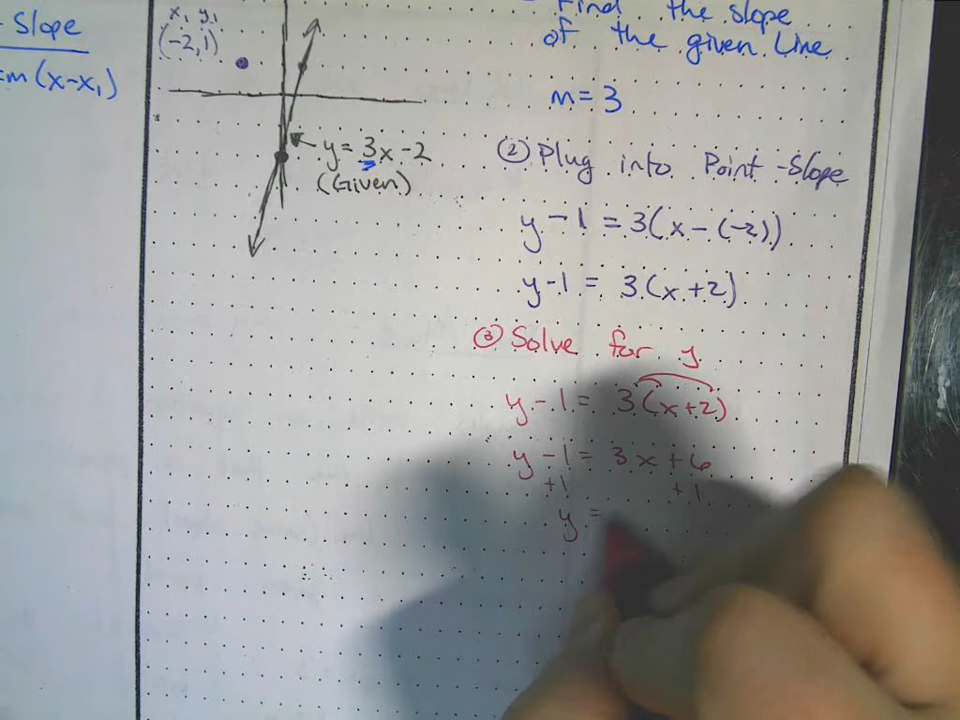 - Slope
=m(x-x₁)
x₁ y₁
(-2,1)
y = 3x - 2
(Given)
- Find the slope
of the given Line
m = 3
② Plug into Point-Slope
y - 1 = 3(x - (-2))
y - 1 = 3(x + 2)
③ Solve for y
y - 1 = 3(x + 2)
y - 1 = 3x + 6
+1 +1
y =